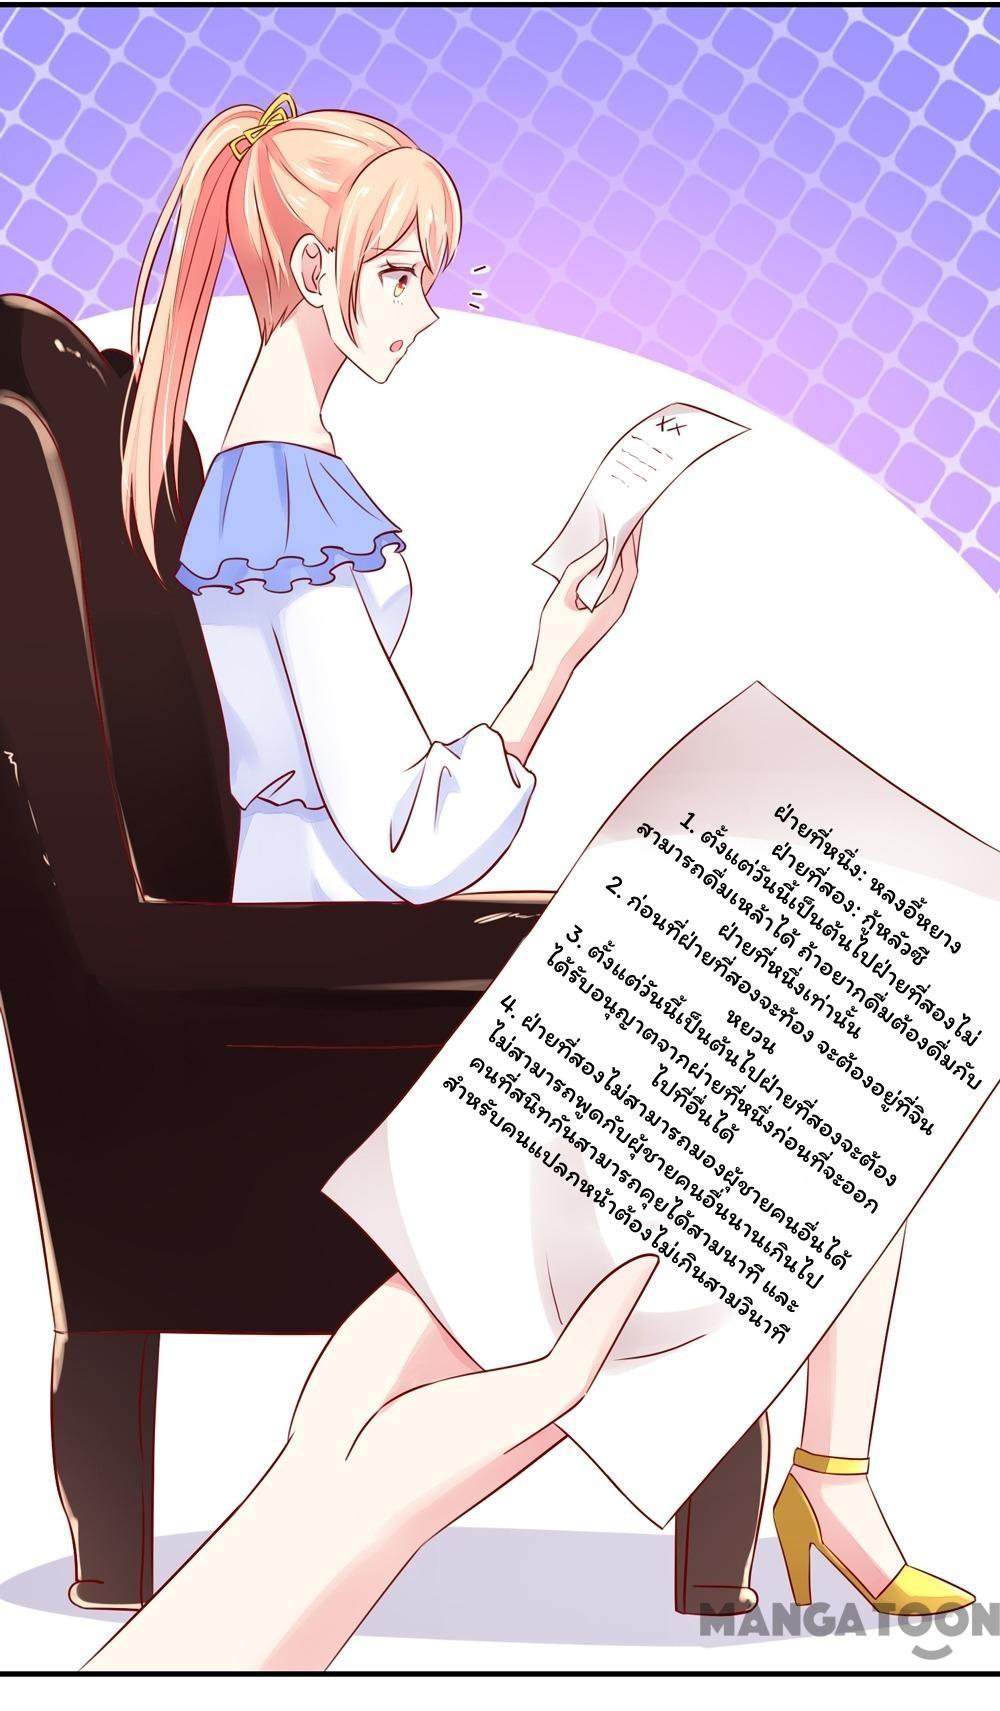 XX
ฝ่ายที่หนึ่ง: หลงอี้หยาง
ฝ่ายที่สอง: กู้หลัวซี
1. ตั้งแต่วันนี้เป็นต้นไปฝ่ายที่สองไม่
สามารถดื่มเหล้าได้ ถ้าอยากดื่มต้องดื่มกับ
ฝ่ายที่หนึ่งเท่านั้น
2. ก่อนที่ฝ่ายที่สองจะท้อง จะต้องอยู่ที่จิน
หยวน
3. ตั้งแต่วันนี้เป็นต้นไปฝ่ายที่สองจะต้อง
ได้รับอนุญาตจากฝ่ายที่หนึ่งก่อนที่จะออก
ไปที่อื่นได้
4. ฝ่ายที่สองไม่สามารถมองผู้ชายคนอื่นได้
ไม่สามารถพูดกับผู้ชายคนอื่นนานเกินไป
คนที่สนิทกันสามารถคุยได้สามนาที และ
สำหรับคนแปลกหน้าต้องไม่เกินสามวินาที
MANGATOON